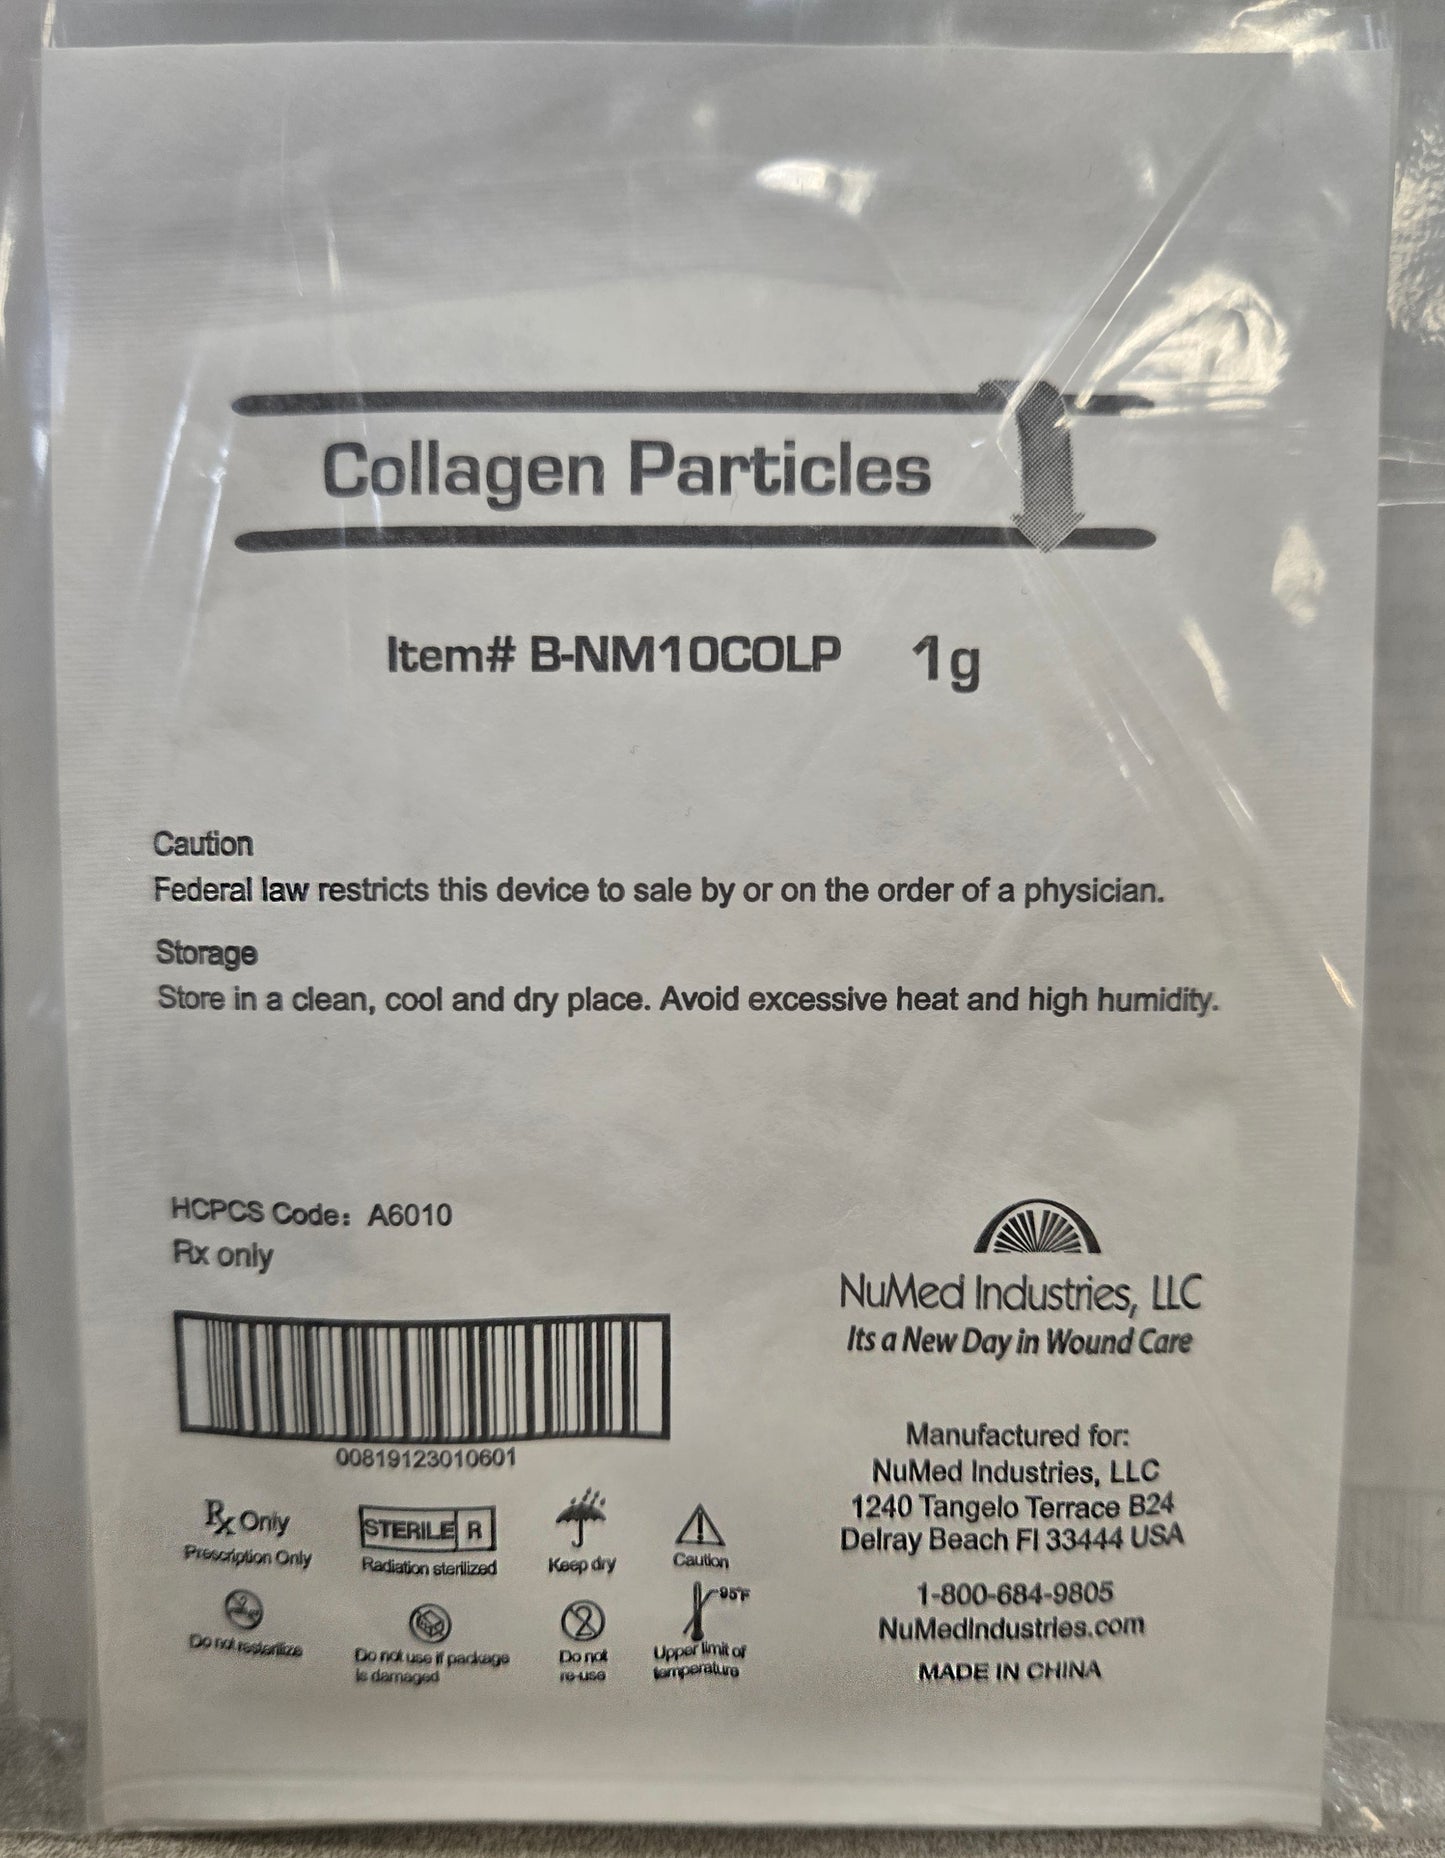 Collagen Particles
Item# B-NM10COLP 1g
Caution
Federal law restricts this device to sale by or on the order of a physician.
Storage
Store in a clean, cool and dry place. Avoid excessive heat and high humidity.
HCPCS Code: A6010
Rx only
00819123010601
Rx Only
Prescription Only
STERILE R
Radiation sterilized
Keep dry
Caution
Do not resterilize
Do not use if package
is damaged
2
Do not
re-use
95°F
Upper limit of
temperature
NuMed Industries, LLC
Its a New Day in Wound Care
Manufactured for:
NuMed Industries, LLC
1240 Tangelo Terrace B24
Delray Beach Fl 33444 USA
1-800-684-9805
NuMedIndustries.com
MADE IN CHINA